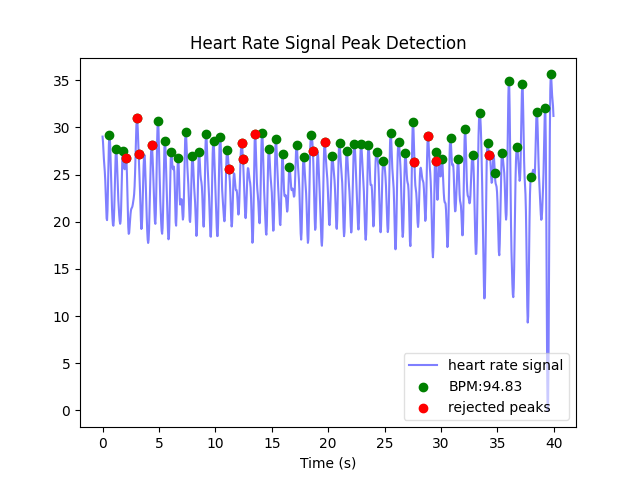 Heart Rate Signal Peak Detection
35
30
25
20
15
10
5
0
heart rate signal
BPM:94.83
rejected peaks
0 5 10 15 20 25 30 35 40
Time (s)